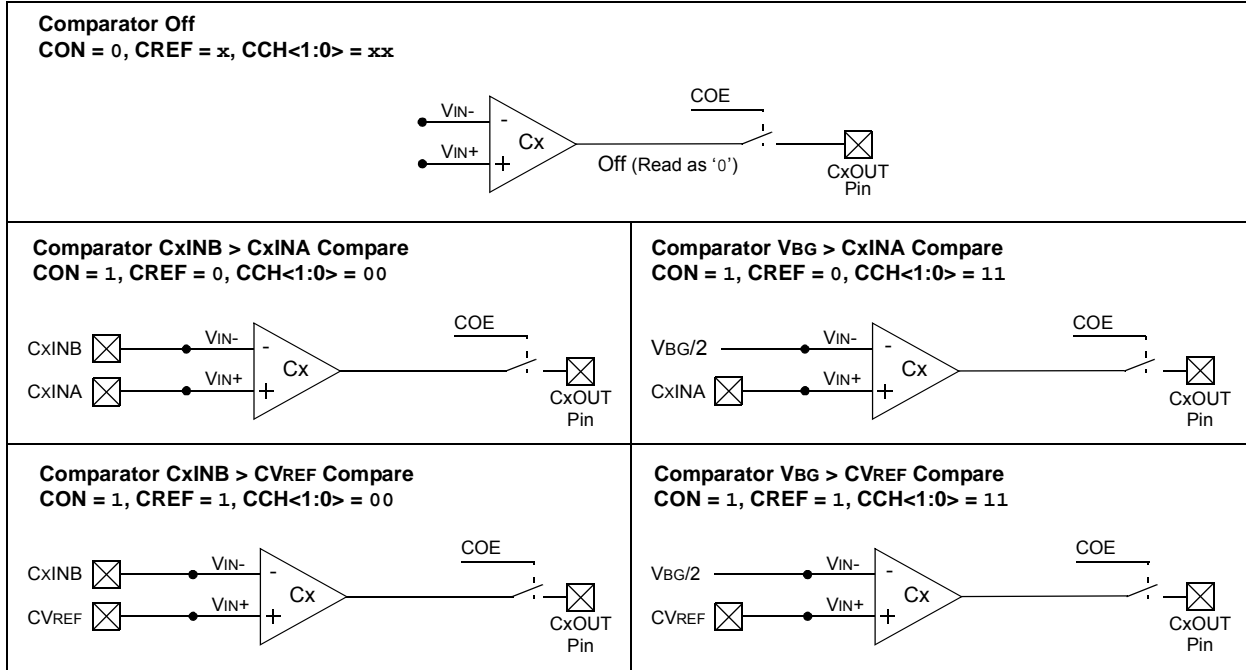 Comparator Off
CON = 0, CREF = x, CCH<1:0> = xx
COE
VIN-
-
Cx
VIN+
+
Off (Read as ‘0’)
CxOUT
Pin
Comparator CxINB > CxINA Compare
CON = 1, CREF = 0, CCH<1:0> = 00
COE
CXINB
VIN-
-
Cx
CXINA
VIN+
+
CxOUT
Pin
Comparator VBG > CxINA Compare
CON = 1, CREF = 0, CCH<1:0> = 11
COE
VBG/2
VIN-
-
Cx
CXINA
VIN+
+
CxOUT
Pin
Comparator CxINB > CVREF Compare
CON = 1, CREF = 1, CCH<1:0> = 00
COE
CXINB
VIN-
-
Cx
CVREF
VIN+
+
CxOUT
Pin
Comparator VBG > CVREF Compare
CON = 1, CREF = 1, CCH<1:0> = 11
COE
VBG/2
VIN-
-
Cx
CVREF
VIN+
+
CxOUT
Pin